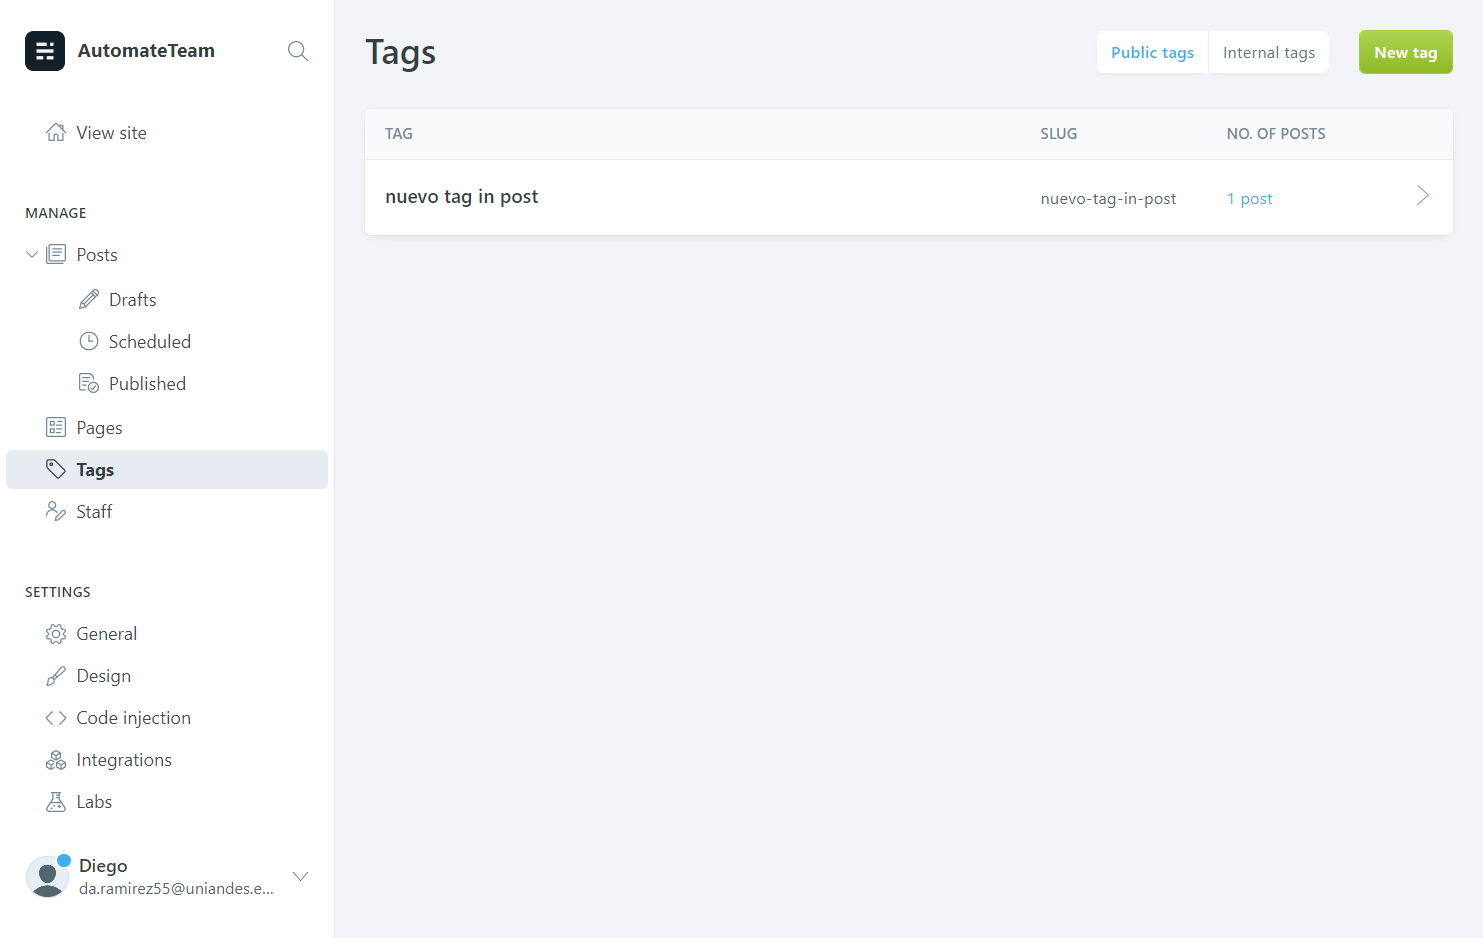 AutomateTeam
View site
MANAGE
Posts
Drafts
Scheduled
Published
Pages
Tags
Staff
SETTINGS
General
Design
Code injection
Integrations
Labs
Diego
da.ramirez55@uniandes.e...
Tags
Public tags
Internal tags
New tag
TAG SLUG NO. OF POSTS
nuevo tag in post nuevo-tag-in-post 1 post